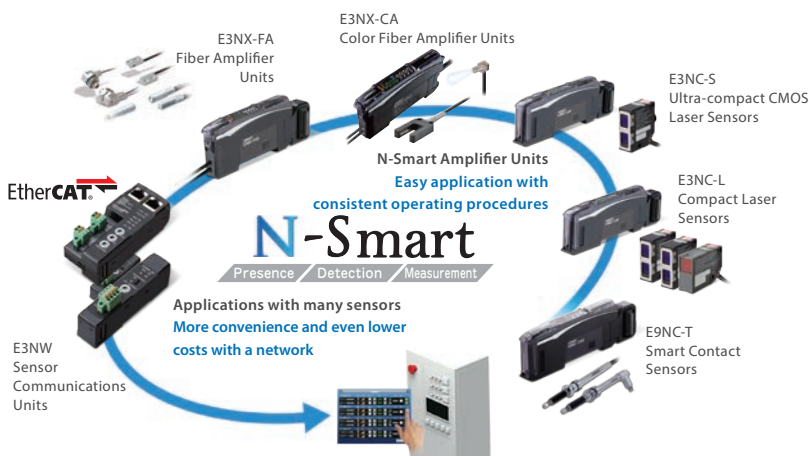 E3NX-CA
Color Fiber Amplifier Units
E3NX-FA
Fiber Amplifier
Units
E3NC-S
Ultra-compact CMOS
Laser Sensors
N-Smart Amplifier Units
Easy application with
consistent operating procedures
E3NC-L
Compact Laser
Sensors
EtherCAT®
N-Smart
Presence / Detection / Measurement
Applications with many sensors
More convenience and even lower
costs with a network
E3NW
Sensor
Communications
Units
E9NC-T
Smart Contact
Sensors